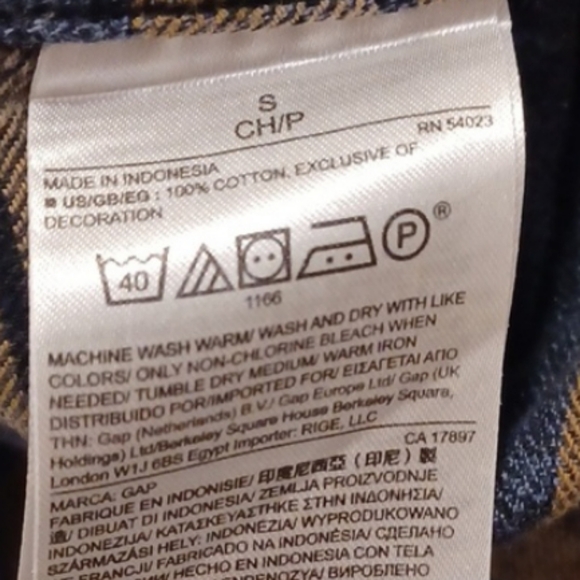 S
CH/P
RN 54023
MADE IN INDONESIA
US/GB/EG : 100% COTTON. EXCLUSIVE OF
DECORATION
40
P ®
1166
MACHINE WASH WARM/ WASH AND DRY WITH LIKE
COLORS/ ONLY NON-CHLORINE BLEACH WHEN
NEEDED/ TUMBLE DRY MEDIUM/ WARM IRON
DISTRIBUIDO POR/IMPORTED FOR/ ΕΙΣΑΓΕΤΑΙ ΑΠΟ
ΤΗΝ: Gap (Netherlands) B.V./ Gap Europe Ltd/ Gap (UK
Holdings) Ltd/Berkeley Square House Berkeley Square,
London W1J 6BS Egypt Importer: RIGE, LLC
CA 17897
MARCA: GAP
FABRIQUE EN INDONISIE/ 印度尼西亞 (印尼) 製
造/ DIBUAT DI INDONESIA/ ZEMLJA PROIZVODNJE
INDONEZIJA/ ΚΑΤΑΣΚΕΥΑΣΤΗΚΕ ΣΤΗΝ ΙΝΔΟΝΗΣΙΑ/
SZÁRMAZÁSI HELY: INDONÉZIA/ WYPRODUKOWANO
FABRICADO NA INDONÉSIA/ СДЕЛАНО
HECHO EN INDONESIA CON TELA
ВИРОБЛЕНО